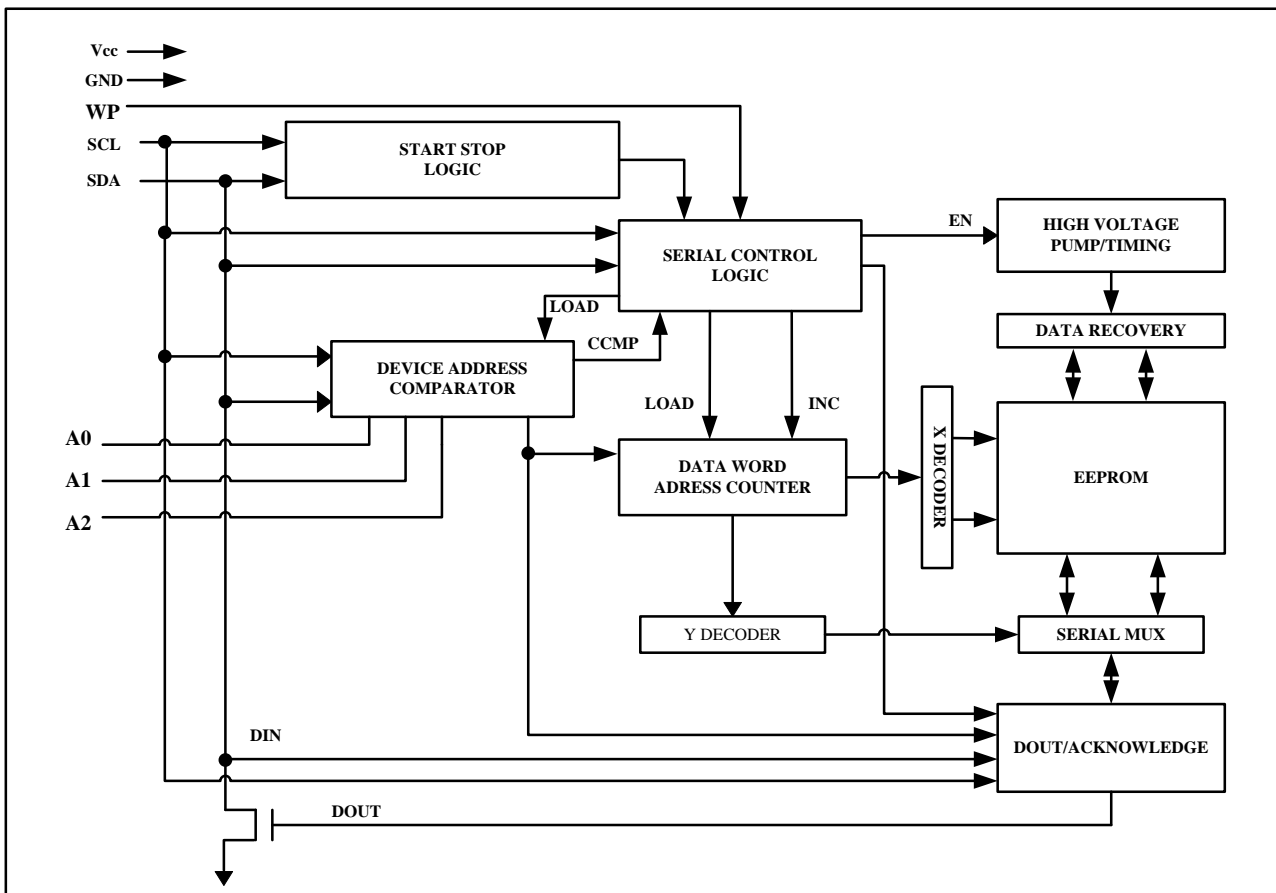 Vcc
GND
WP
SCL
SDA
START STOP
LOGIC
SERIAL CONTROL
LOGIC
EN
HIGH VOLTAGE
PUMP/TIMING
LOAD
CCMP
DATA RECOVERY
DEVICE ADDRESS
COMPARATOR
LOAD
INC
A0
A1
A2
DATA WORD
ADRESS COUNTER
X DECODER
EEPROM
Y DECODER
SERIAL MUX
DIN
DOUT/ACKNOWLEDGE
DOUT